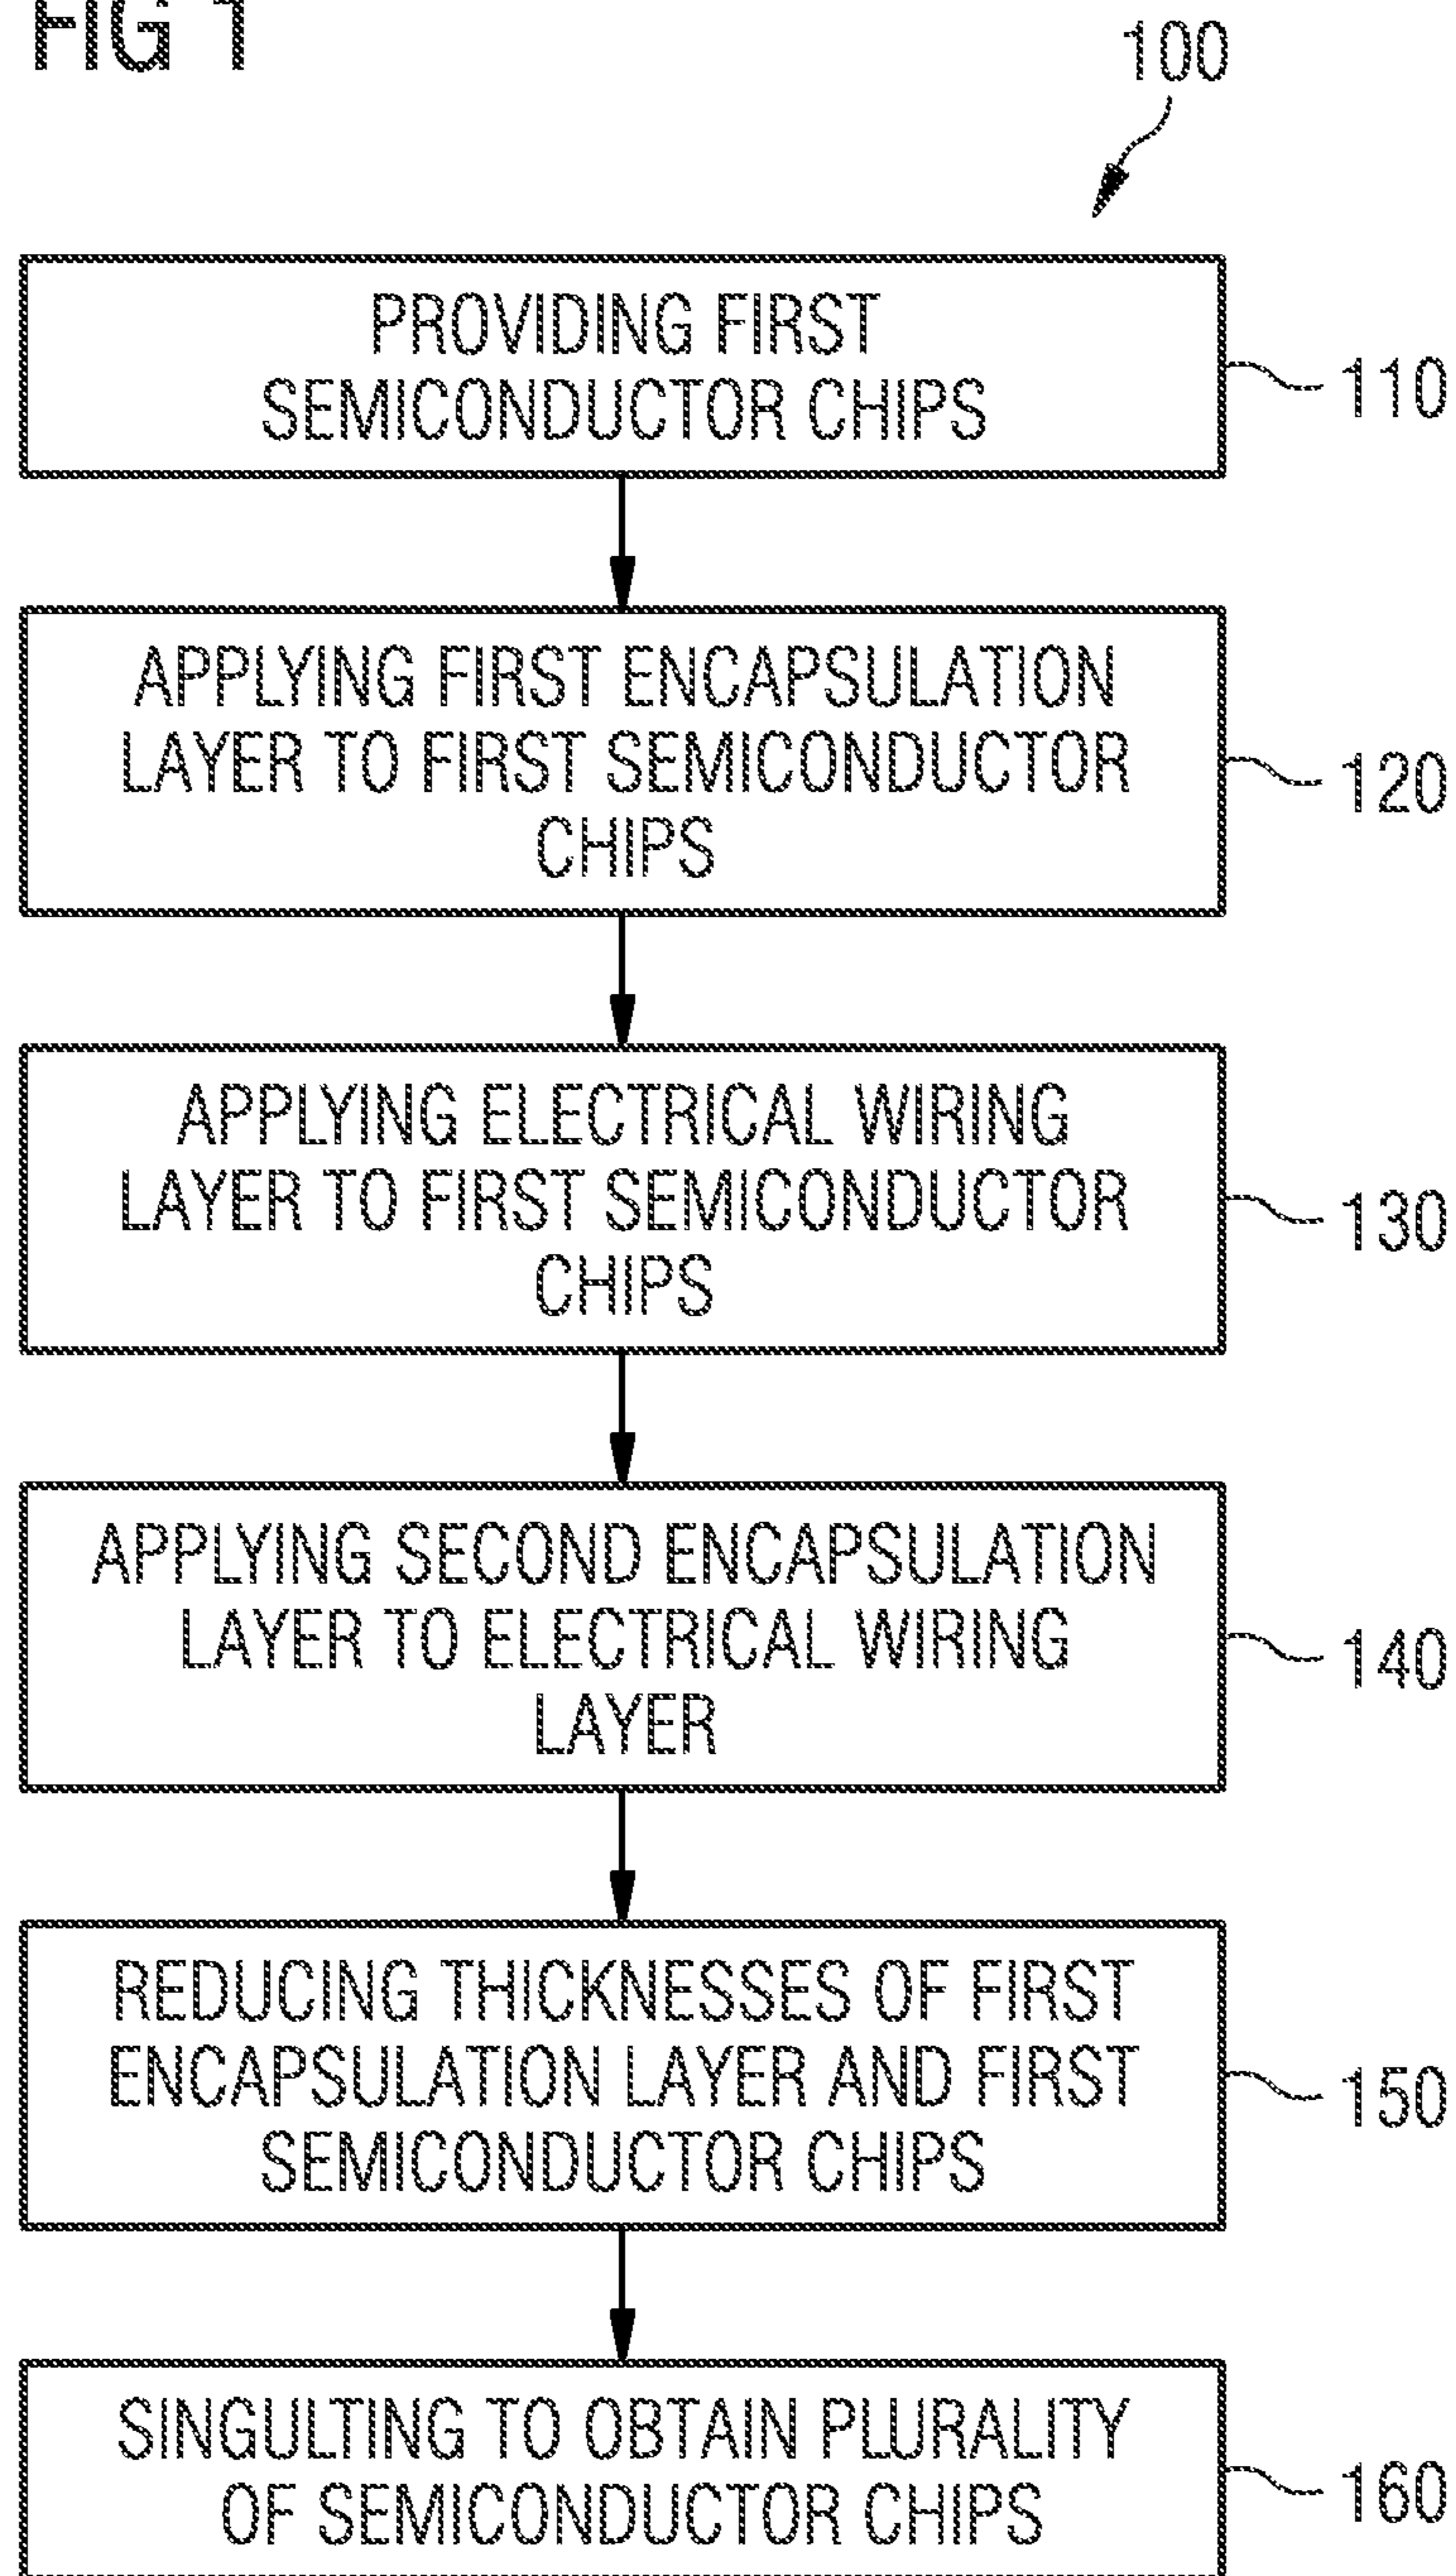 FIG 1
100
PROVIDING FIRST
SEMICONDUCTOR CHIPS
110
APPLYING FIRST ENCAPSULATION
LAYER TO FIRST SEMICONDUCTOR
CHIPS
120
APPLYING ELECTRICAL WIRING
LAYER TO FIRST SEMICONDUCTOR
CHIPS
130
APPLYING SECOND ENCAPSULATION
LAYER TO ELECTRICAL WIRING
LAYER
140
REDUCING THICKNESSES OF FIRST
ENCAPSULATION LAYER AND FIRST
SEMICONDUCTOR CHIPS
150
SINGULTING TO OBTAIN PLURALITY
OF SEMICONDUCTOR CHIPS
160